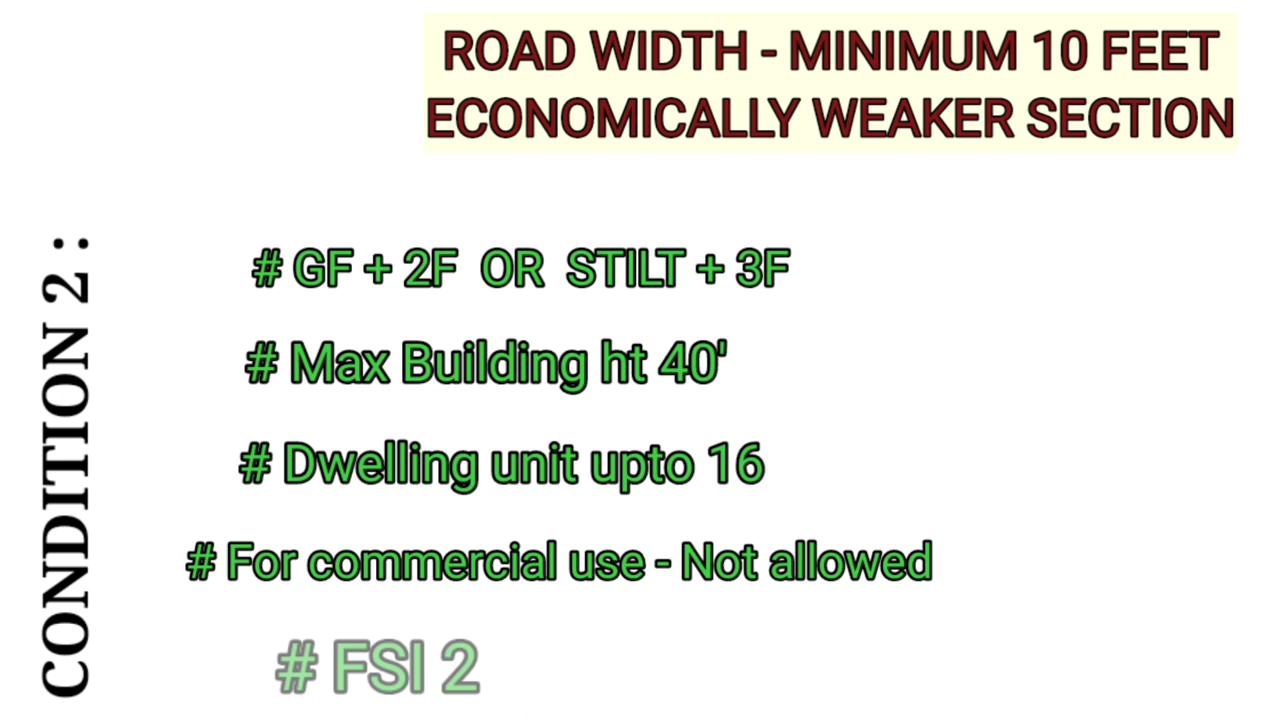 ROAD WIDTH - MINIMUM 10 FEET
ECONOMICALLY WEAKER SECTION
CONDITION 2 :
# GF + 2F OR STILT + 3F
# Max Building ht 40'
# Dwelling unit upto 16
# For commercial use - Not allowed
# FSI 2